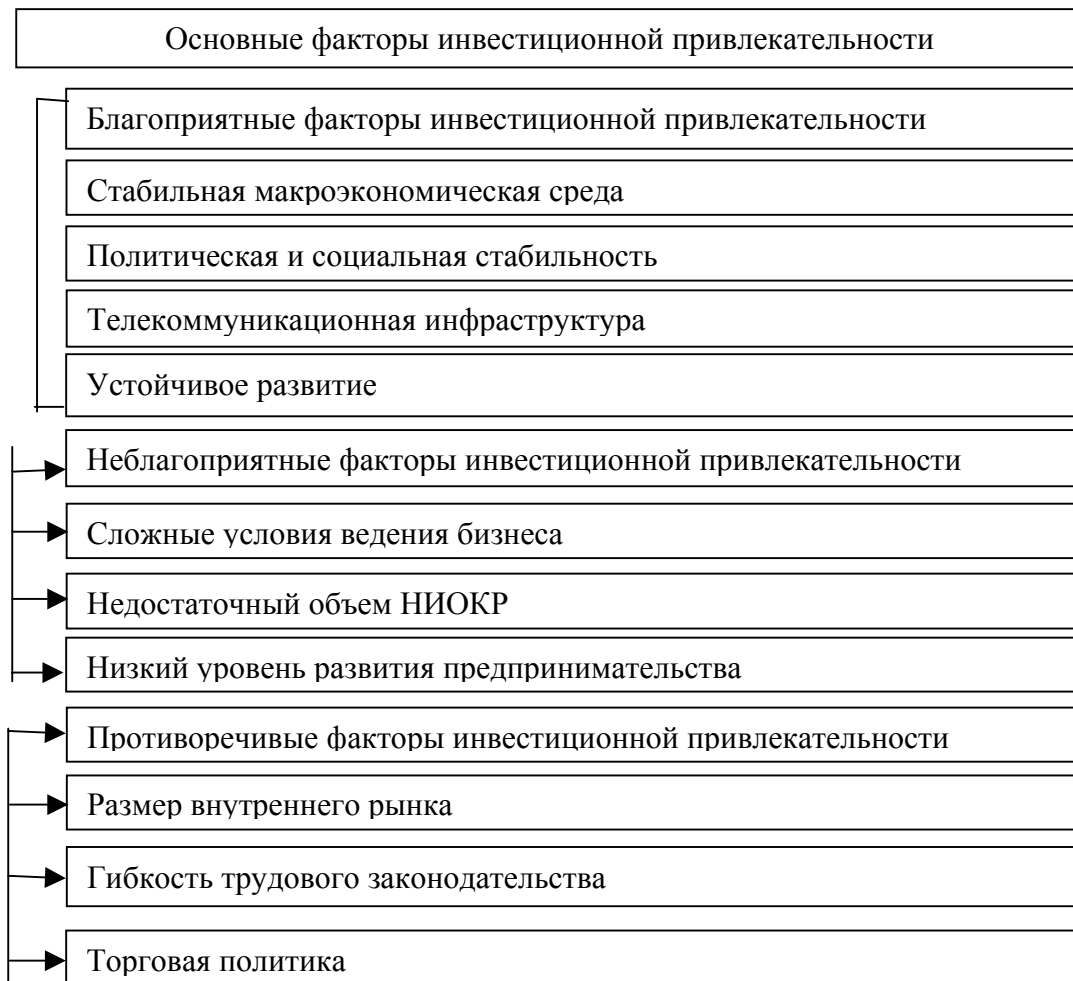 Основные факторы инвестиционной привлекательности
Благоприятные факторы инвестиционной привлекательности
Стабильная макроэкономическая среда
Политическая и социальная стабильность
Телекоммуникационная инфраструктура
Устойчивое развитие
Неблагоприятные факторы инвестиционной привлекательности
Сложные условия ведения бизнеса
Недостаточный объем НИОКР
Низкий уровень развития предпринимательства
Противоречивые факторы инвестиционной привлекательности
Размер внутреннего рынка
Гибкость трудового законодательства
Торговая политика